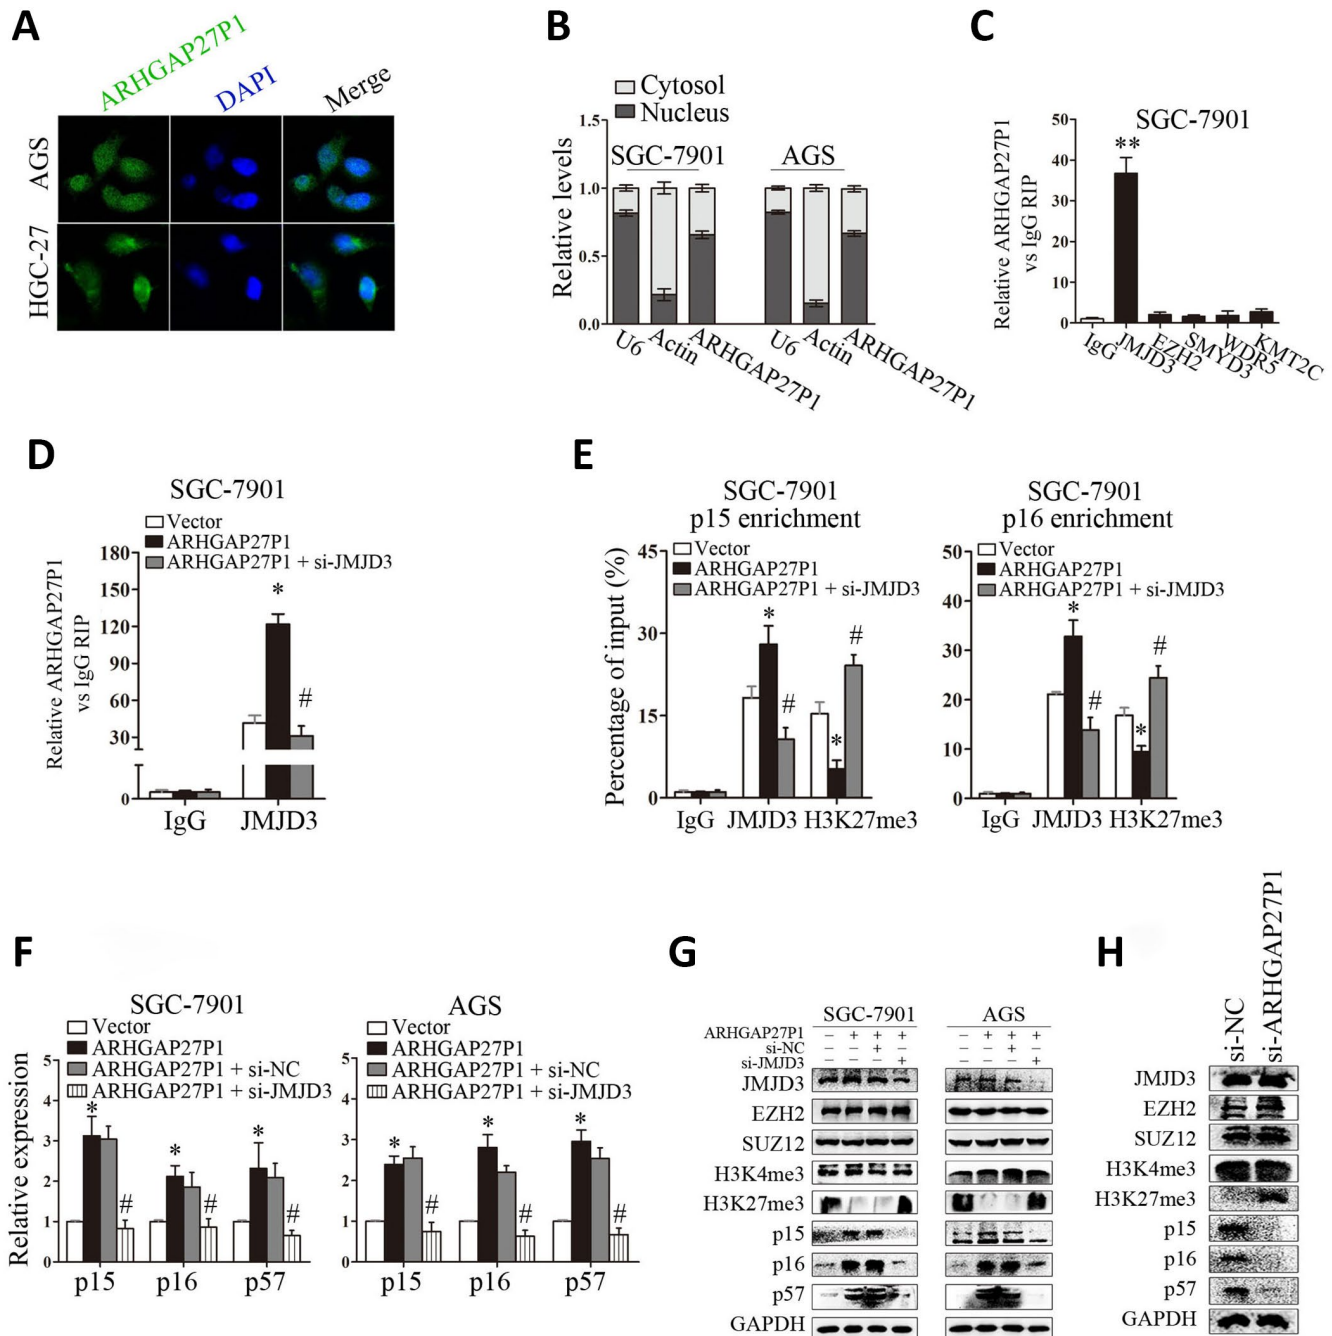 A
ARHGAP27P1
DAPI
Merge
AGS
HGC-27
B
Cytosol
Nucleus
Relative levels
1.5
1.0
0.5
0.0
SGC-7901
AGS
U6
Actin
ARHGAP27P1
U6
Actin
ARHGAP27P1
C
SGC-7901
Relative ARHGAP27P1
vs IgG RIP
50
40
30
20
10
0
**
IgG
JMJD3
EZH2
SMYD3
WDR5
KMT2C
D
SGC-7901
Vector
ARHGAP27P1
ARHGAP27P1 + si-JMJD3
Relative ARHGAP27P1
vs IgG RIP
180
150
120
90
60
30
0
*
#
IgG
JMJD3
E
SGC-7901
p15 enrichment
Vector
ARHGAP27P1
ARHGAP27P1 + si-JMJD3
Percentage of input (%)
45
30
15
0
*
#
*
#
IgG JMJD3 H3K27me3
SGC-7901
p16 enrichment
Vector
ARHGAP27P1
ARHGAP27P1 + si-JMJD3
50
40
30
20
10
0
*
#
*
#
IgG JMJD3 H3K27me3
F
SGC-7901
Vector
ARHGAP27P1
ARHGAP27P1 + si-NC
ARHGAP27P1 + si-JMJD3
Relative expression
5
4
3
2
1
0
* # * # * #
p15 p16 p57
AGS
Vector
ARHGAP27P1
ARHGAP27P1 + si-NC
ARHGAP27P1 + si-JMJD3
5
4
3
2
1
0
* # * # * #
p15 p16 p57
G
SGC-7901 AGS
ARHGAP27P1 − + + + − + + +
si-NC − − + − − − + −
si-JMJD3 − − − + − − − +
JMJD3
EZH2
SUZ12
H3K4me3
H3K27me3
p15
p16
p57
GAPDH
H
si-NC
si-ARHGAP27P1
JMJD3
EZH2
SUZ12
H3K4me3
H3K27me3
p15
p16
p57
GAPDH